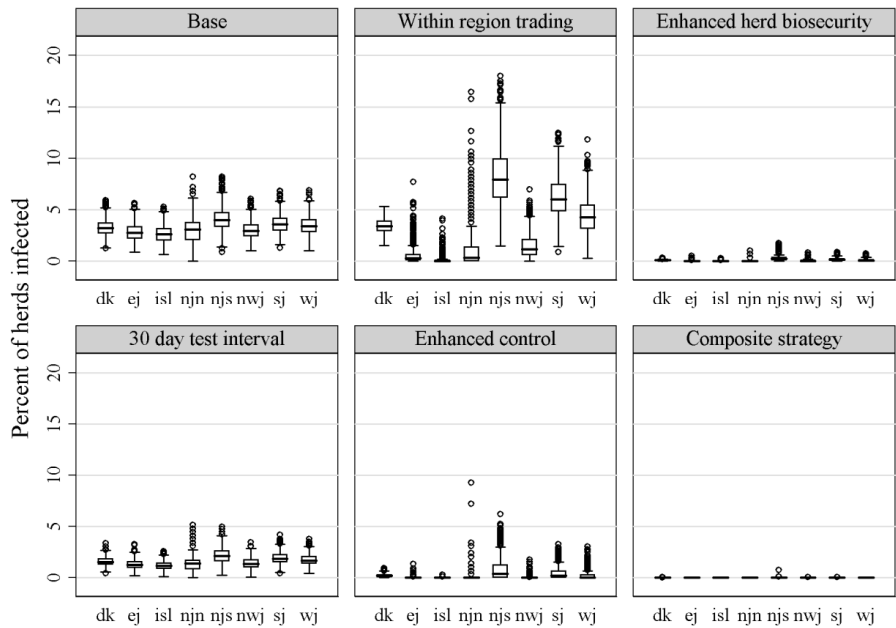 Percent of herds infected
Base
Within region trading
Enhanced herd biosecurity
20
15
10
5
0
dk ej isl njn njs nwj sj wj
dk ej isl njn njs nwj sj wj
dk ej isl njn njs nwj sj wj
30 day test interval
Enhanced control
Composite strategy
20
15
10
5
0
dk ej isl njn njs nwj sj wj
dk ej isl njn njs nwj sj wj
dk ej isl njn njs nwj sj wj